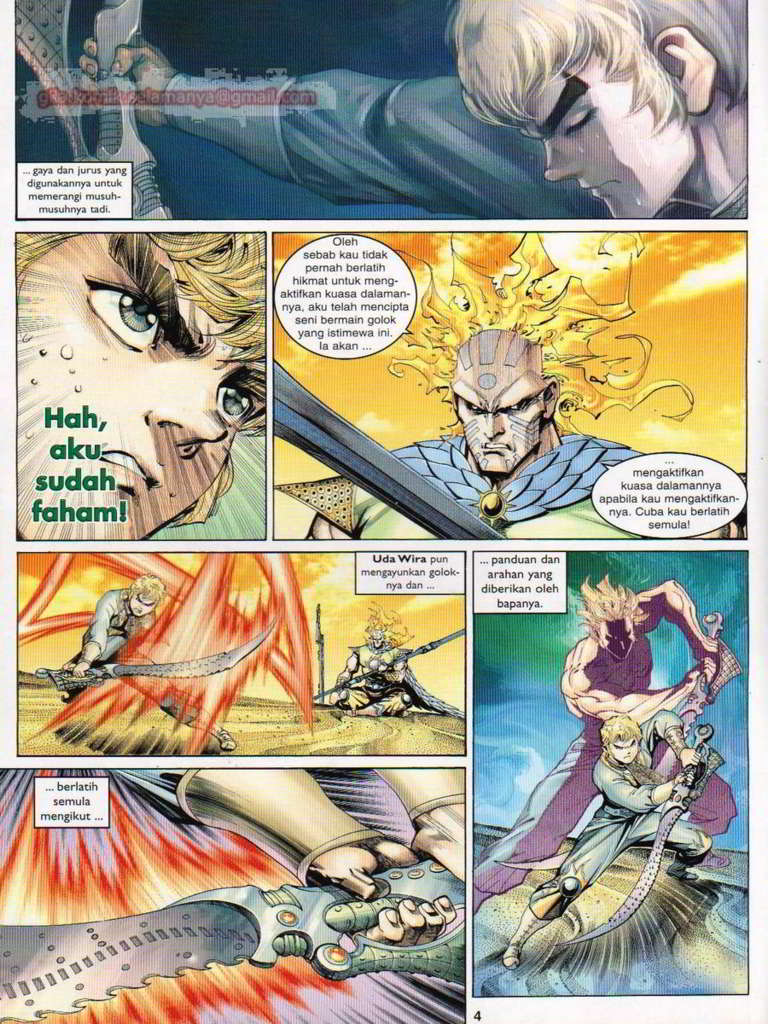 ... gaya dan jurus yang
digunakannya untuk
memerangi musuh-
musuhnya tadi.
Hah,
aku
sudah
faham!
Oleh
sebab kau tidak
pernah berlatih
hikmat untuk meng-
aktifkan kuasa dalaman-
nya, aku telah mencipta
seni bermain golok
yang istimewa ini.
Ia akan ...
...
mengaktifkan
kuasa dalamannya
apabila kau mengaktifkan-
nya. Cuba kau berlatih
semula!
Uda Wira pun
mengayunkan golok-
nya dan ...
... berlatih
semula
mengikut ...
... panduan dan
arahan yang
diberikan oleh
bapanya.
4